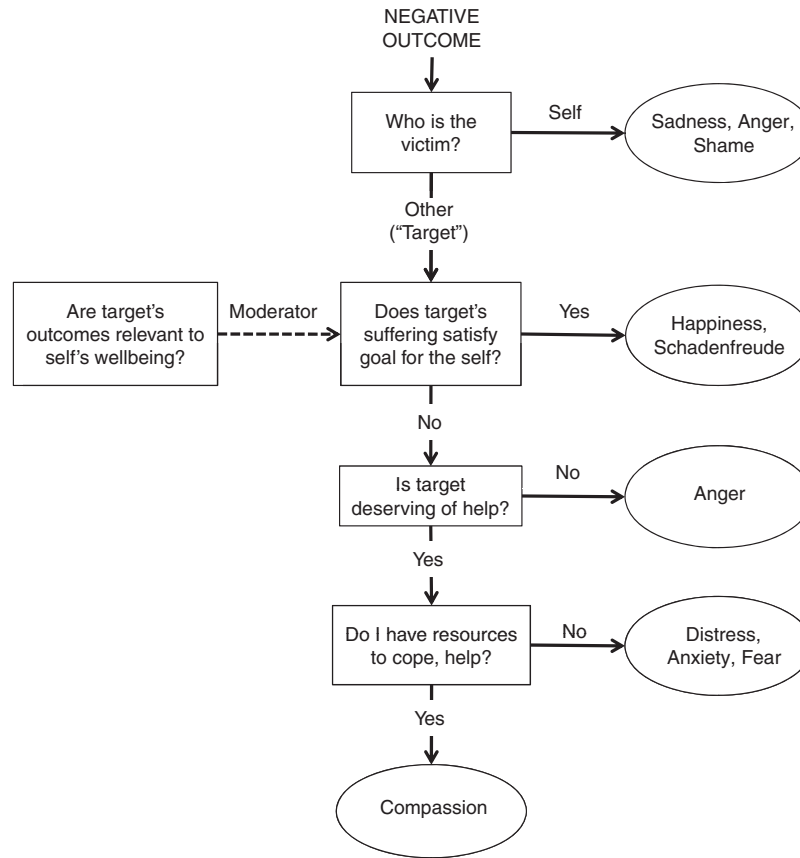 NEGATIVE
OUTCOME
Who is the
victim?
Self
Sadness, Anger,
Shame
Other
(“Target”)
Are target’s
outcomes relevant to
self’s wellbeing?
Moderator
Does target’s
suffering satisfy
goal for the self?
Yes
Happiness,
Schadenfreude
No
Is target
deserving of help?
No
Anger
Yes
Do I have resources
to cope, help?
No
Distress,
Anxiety, Fear
Yes
Compassion